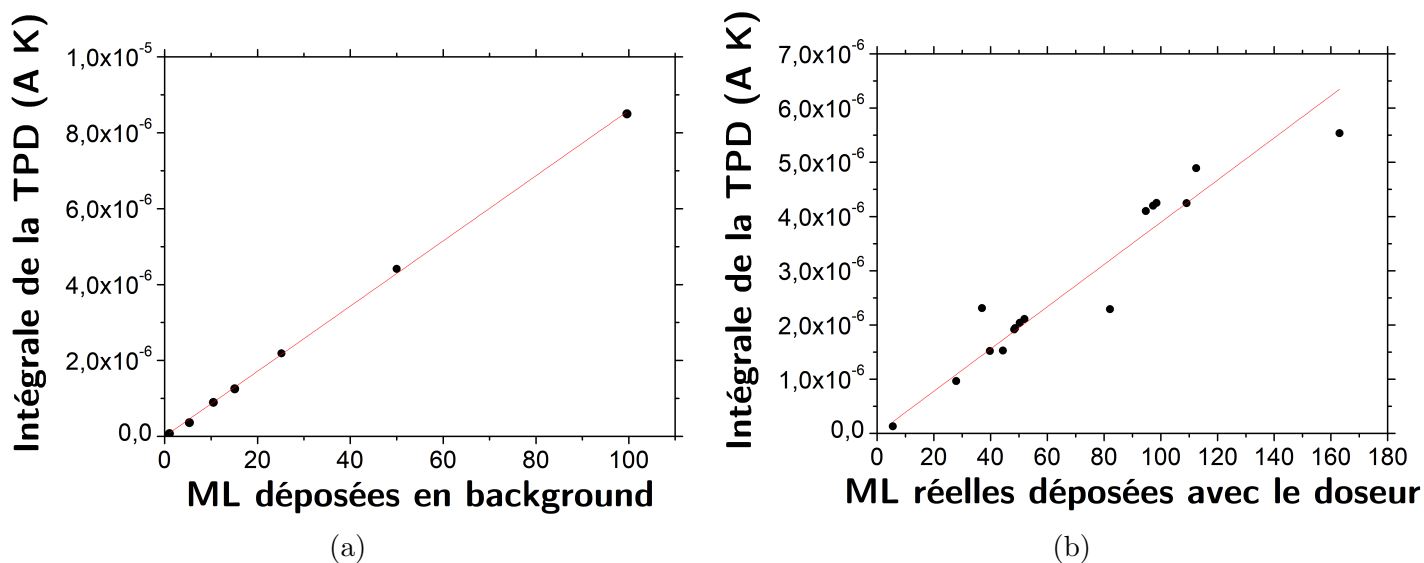 Intégrale de la TPD (A K)
1,0x10-5
8,0x10-6
6,0x10-6
4,0x10-6
2,0x10-6
0,0
0 20 40 60 80 100
ML déposées en background
(a)
Intégrale de la TPD (A K)
7,0x10-6
6,0x10-6
5,0x10-6
4,0x10-6
3,0x10-6
2,0x10-6
1,0x10-6
0,0
0 20 40 60 80 100 120 140 160 180
ML réelles déposées avec le doseur
(b)